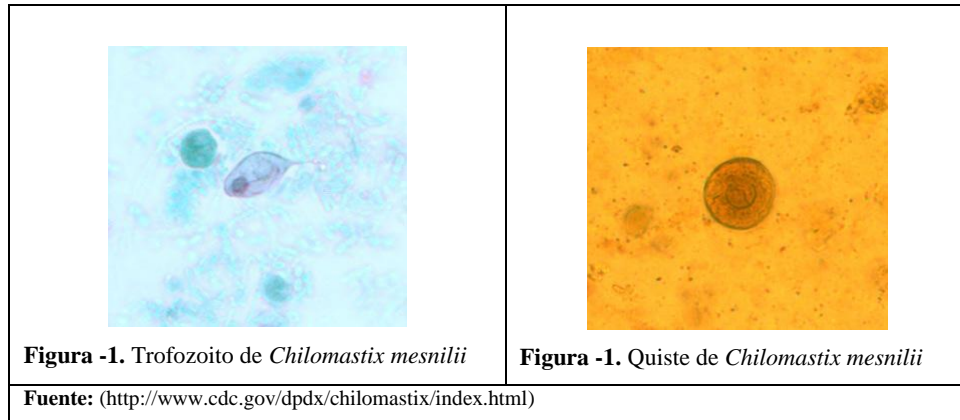 Figura -1. Trofozoito de Chilomastix mesnilii
Figura -1. Quiste de Chilomastix mesnilii
Fuente: (http://www.cdc.gov/dpdx/chilomastix/index.html)